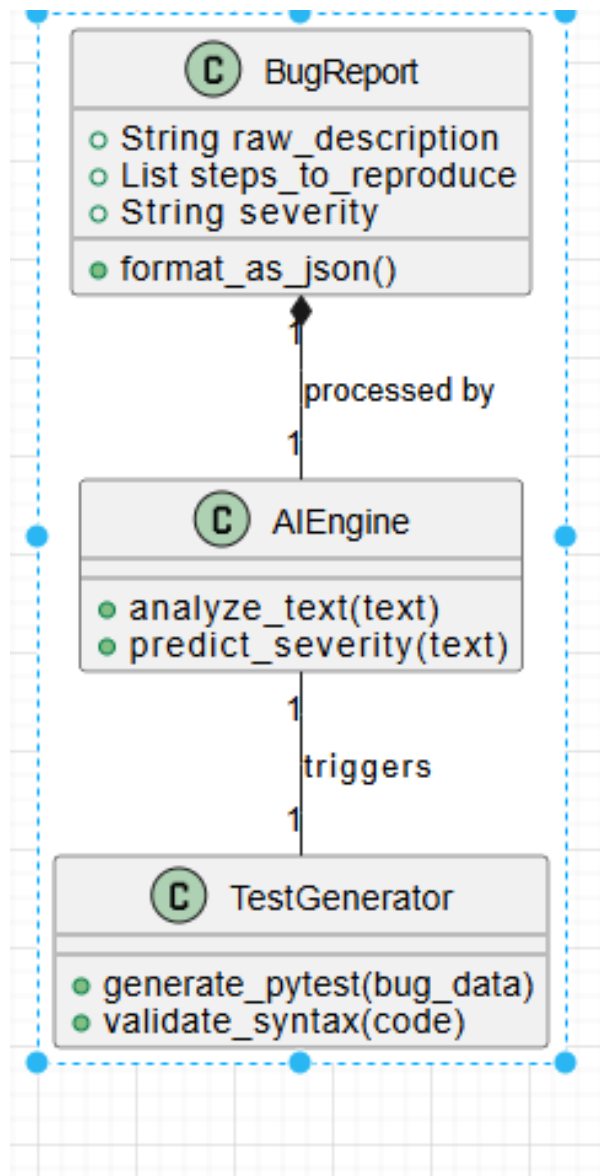 C BugReport
String raw_description
List steps_to_reproduce
String severity
format_as_json()
1
processed by
1
C AIEngine
analyze_text(text)
predict_severity(text)
1
triggers
1
C TestGenerator
generate_pytest(bug_data)
validate_syntax(code)